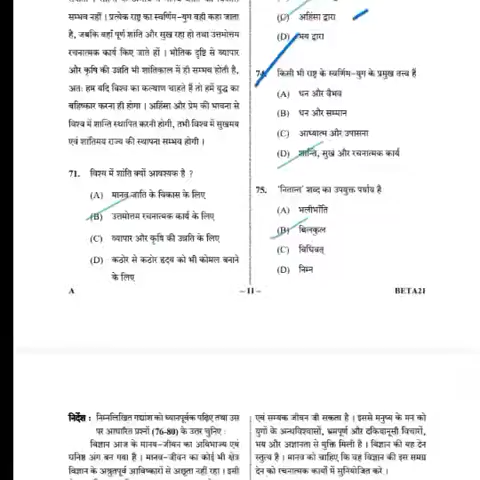 सम्भव नहीं । प्रत्येक राष्ट्र का स्वर्णिम-युग वही कहा जाता
है, जबकि वहाँ पूर्ण शांति और सुख रहा हो तथा उत्तमोत्तम
रचनात्मक कार्य किए जाते हों । भौतिक दृष्टि से व्यापार
और कृषि की उन्नति भी शांतिकाल में ही सम्भव होती है,
अतः हम यदि विश्व का कल्याण चाहते हैं तो हमें युद्ध का
बहिष्कार करना ही होगा । अहिंसा और प्रेम की भावना से
विश्व में शान्ति स्थापित करनी होगी, तभी विश्व में सुखमय
एवं शांतिमय राज्य की स्थापना सम्भव होगी ।
71. विश्व में शांति क्यों आवश्यक है ?
(A) मानव-जाति के विकास के लिए
(B) उत्तमोत्तम रचनात्मक कार्य के लिए
(C) व्यापार और कृषि की उन्नति के लिए
(D) कठोर से कठोर हृदय को भी कोमल बनाने
के लिए
(C) अहिंसा द्वारा
(D) भय द्वारा
74. किसी भी राष्ट्र के स्वर्णिम-युग के प्रमुख तत्त्व हैं
(A) धन और वैभव
(B) धन और सम्मान
(C) आध्यात्म और उपासना
(D) शान्ति, सुख और रचनात्मक कार्य
75. 'नितान्त' शब्द का उपयुक्त पर्याय है
(A) भलीभाँति
(B) बिलकुल
(C) विधिवत्
(D) निम्न
A
– 11 –
BETA21
निर्देश : निम्नलिखित गद्यांश को ध्यानपूर्वक पढ़िए तथा उस
पर आधारित प्रश्नों (76-80) के उत्तर चुनिए :
विज्ञान आज के मानव-जीवन का अविभाज्य एवं
घनिष्ठ अंग बन गया है । मानव-जीवन का कोई भी क्षेत्र
विज्ञान के अश्रुतपूर्व आविष्कारों से अछूता नहीं रहा । इसी
एवं सम्यक जीवन जी सकता है । इससे मनुष्य के मन को
युगों के अन्धविश्वासों, भ्रमपूर्ण और दकियानूसी विचारों,
भय और अज्ञानता से मुक्ति मिली है । विज्ञान की यह देन
स्तुत्य है । मानव को चाहिए कि वह विज्ञान की इस समग्र
देन को रचनात्मक कार्यों में सुनियोजित करे ।